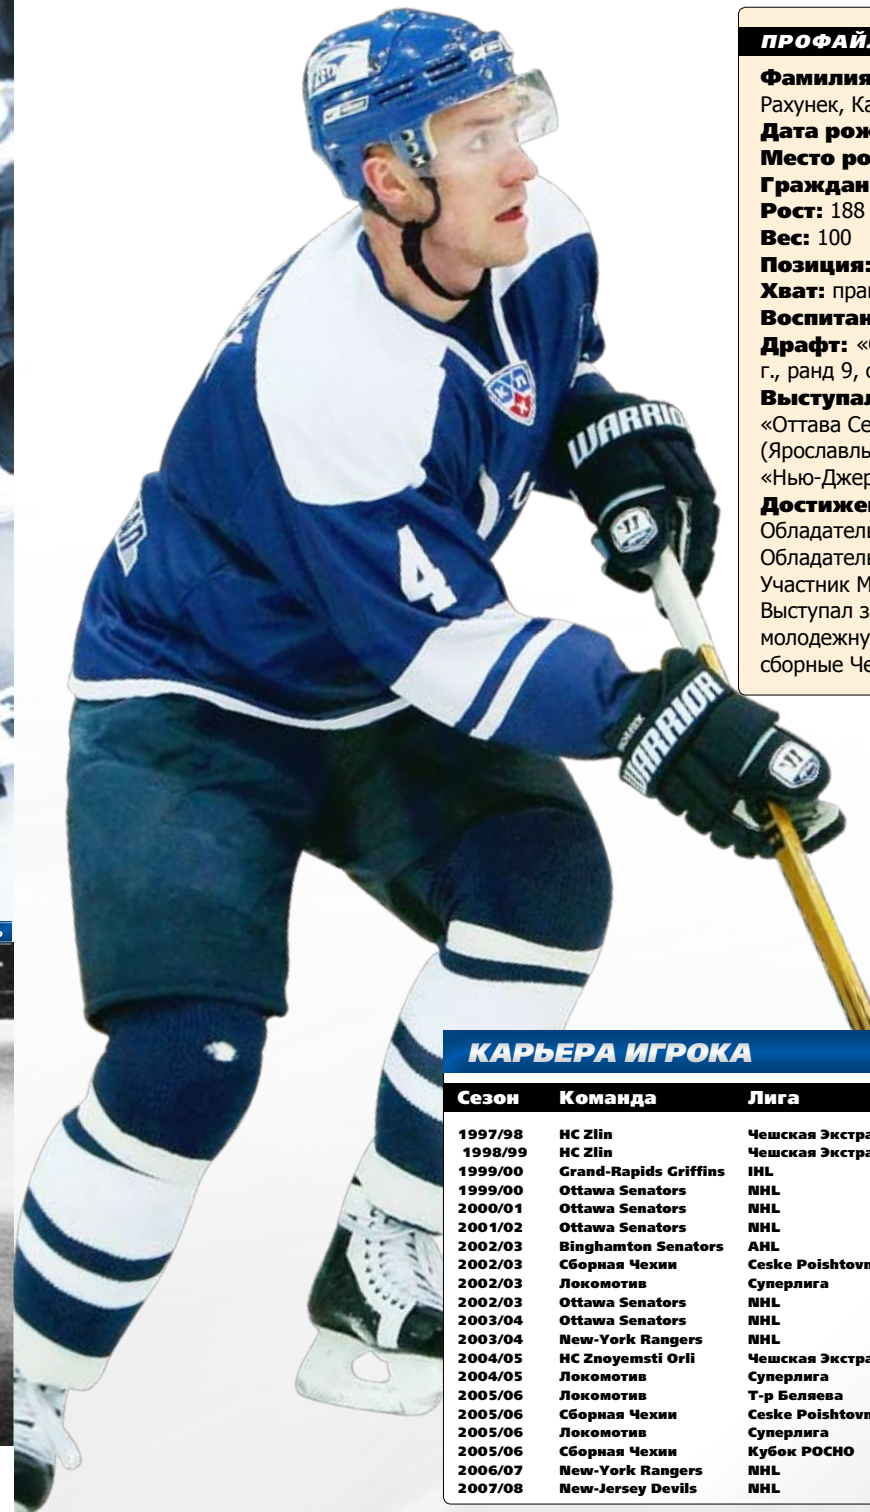 ПРОФАЙ
Фамилия
Рахунек, Ка
Дата рож
Место ро
Граждан
Рост: 188
Вес: 100
Позиция:
Хват: пра
Воспитан
Драфт: «
г., ранд 9,
Выступал
«Оттава Се
(Ярославль
«Нью-Джер
Достиже
Обладатель
Обладатель
Участник М
Выступал з
молодежну
сборные Че
WARRIO
4
WARRIOR
КАРЬЕРА ИГРОКА
Сезон Команда Лига
1997/98 HC Zlin Чешская Экстра
1998/99 HC Zlin Чешская Экстра
1999/00 Grand-Rapids Griffins IHL
1999/00 Ottawa Senators NHL
2000/01 Ottawa Senators NHL
2001/02 Ottawa Senators NHL
2002/03 Binghamton Senators AHL
2002/03 Сборная Чехии Ceske Poishtovn
2002/03 Локомотив Суперлига
2002/03 Ottawa Senators NHL
2003/04 Ottawa Senators NHL
2003/04 New-York Rangers NHL
2004/05 HC Znoyemsti Orli Чешская Экстра
2004/05 Локомотив Суперлига
2005/06 Локомотив Т-р Беляева
2005/06 Сборная Чехии Ceske Poishtovn
2005/06 Локомотив Суперлига
2005/06 Сборная Чехии Кубок РОСНО
2006/07 New-York Rangers NHL
2007/08 New-Jersey Devils NHL